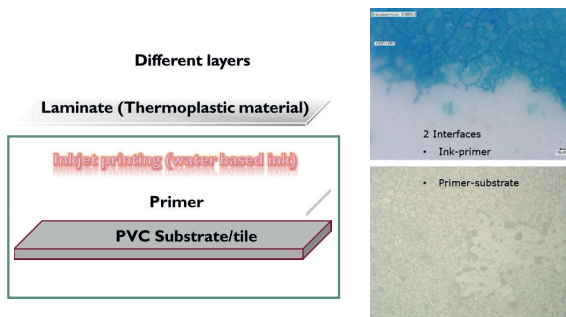 Different layers
Laminate (Thermoplastic material)
Inkjet printing (water based ink)
Primer
PVC Substrate/tile
2 Interfaces
• Ink-primer
• Primer-substrate